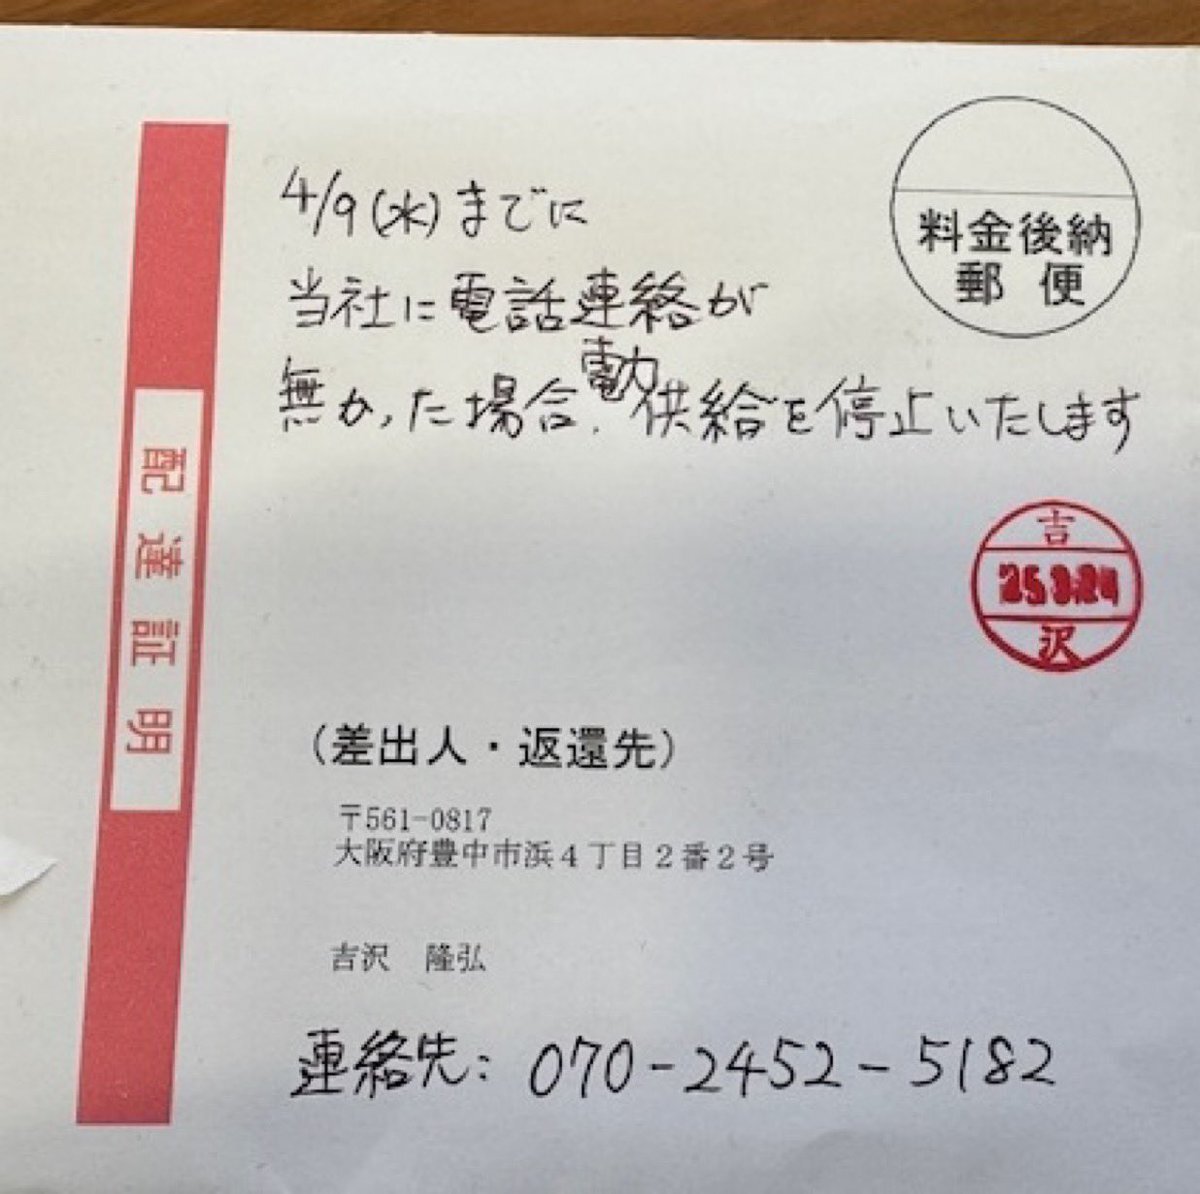 4/9(水)までに
当社に電話連絡が
無かった場合、電力供給を停止いたします
料金後納
郵便
配達証明
吉
25.3.24
沢
(差出人・返還先)
〒561-0817
大阪府豊中市浜4丁目2番2号
吉沢 隆弘
連絡先: 070-2452-5182